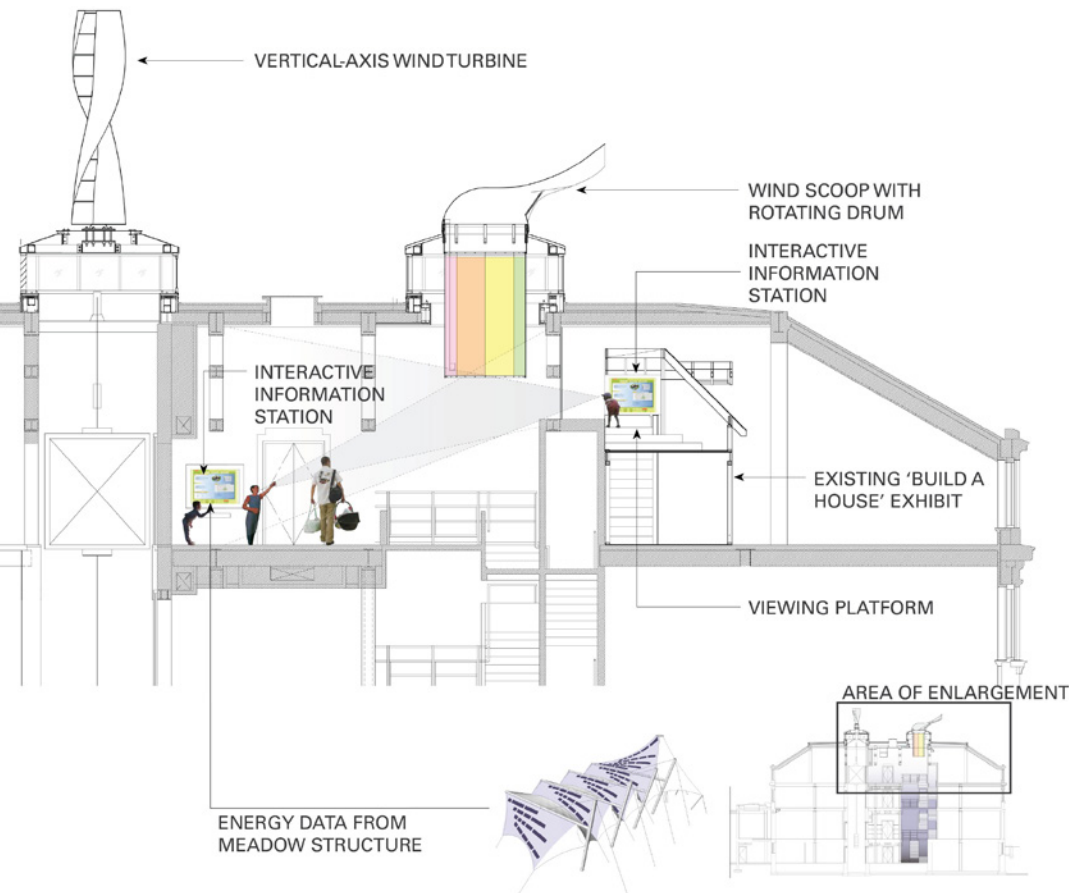 VERTICAL-AXIS WIND TURBINE
WIND SCOOP WITH
ROTATING DRUM
INTERACTIVE
INFORMATION
STATION
INTERACTIVE
INFORMATION
STATION
EXISTING ‘BUILD A
HOUSE’ EXHIBIT
VIEWING PLATFORM
AREA OF ENLARGEMENT
ENERGY DATA FROM
MEADOW STRUCTURE